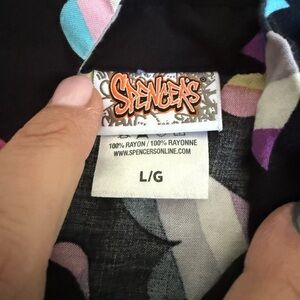 SPENCER'S
100% RAYON / 100% RAYONNE
WWW.SPENCERSONLINE.COM
L/G